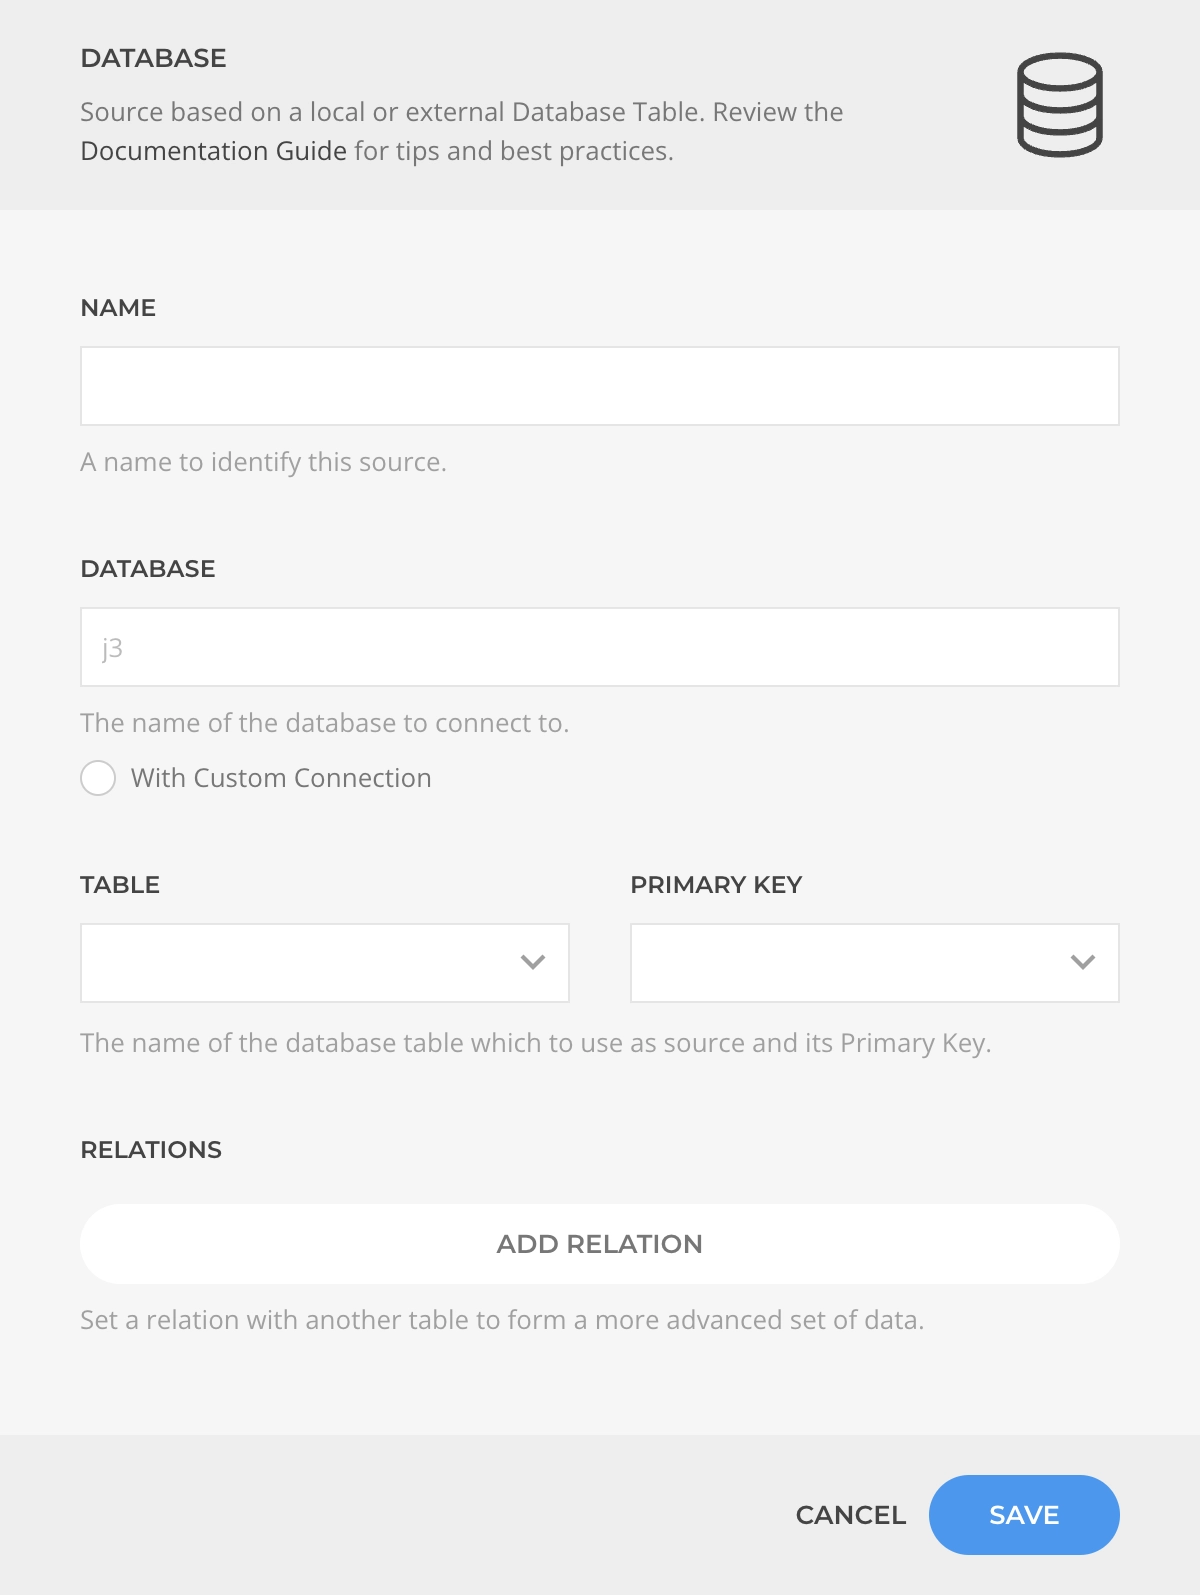 DATABASE
Source based on a local or external Database Table. Review the
Documentation Guide for tips and best practices.
NAME
A name to identify this source.
DATABASE
j3
The name of the database to connect to.
With Custom Connection
TABLE
PRIMARY KEY
The name of the database table which to use as source and its Primary Key.
RELATIONS
ADD RELATION
Set a relation with another table to form a more advanced set of data.
CANCEL
SAVE